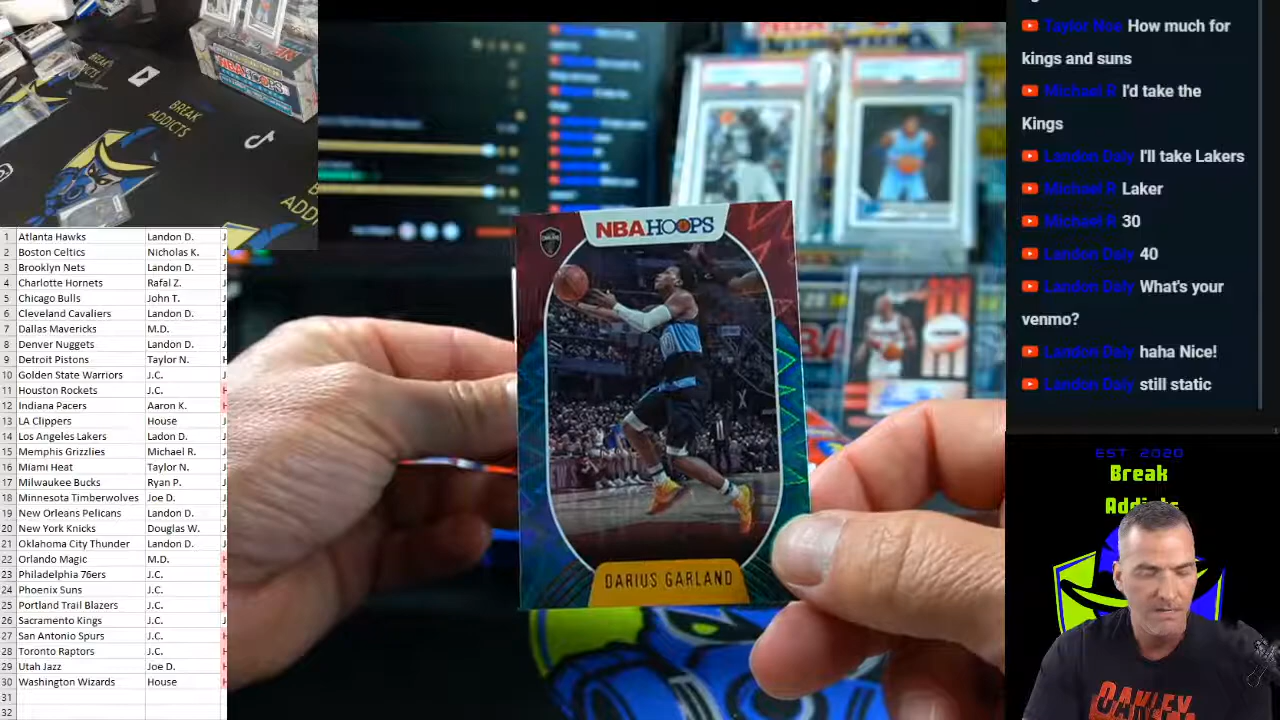 BREAK
ADDICTS
NBA HOOPS
1 Atlanta Hawks Landon D.
2 Boston Celtics Nicholas K.
3 Brooklyn Nets Landon D.
4 Charlotte Hornets Rafal Z.
5 Chicago Bulls John T.
6 Cleveland Cavaliers Landon D.
7 Dallas Mavericks M.D.
8 Denver Nuggets Landon D.
9 Detroit Pistons Taylor N.
10 Golden State Warriors J.C.
11 Houston Rockets J.C.
12 Indiana Pacers Aaron K.
13 LA Clippers House
14 Los Angeles Lakers Ladon D.
15 Memphis Grizzlies Michael R.
16 Miami Heat Taylor N.
17 Milwaukee Bucks Ryan P.
18 Minnesota Timberwolves Joe D.
19 New Orleans Pelicans Landon D.
20 New York Knicks Douglas W.
21 Oklahoma City Thunder Landon D.
22 Orlando Magic M.D.
23 Philadelphia 76ers J.C.
24 Phoenix Suns J.C.
25 Portland Trail Blazers J.C.
26 Sacramento Kings J.C.
27 San Antonio Spurs J.C.
28 Toronto Raptors J.C.
29 Utah Jazz Joe D.
30 Washington Wizards House
31
32
NBA HOOPS
DARIUS GARLAND
Taylor Noe How much for
kings and suns
Michael R I'd take the
Kings
Landon Daly I'll take Lakers
Michael R Laker
Michael R 30
Landon Daly 40
Landon Daly What's your
venmo?
Landon Daly haha Nice!
Landon Daly still static
EST 2020
Break
OAKLEY